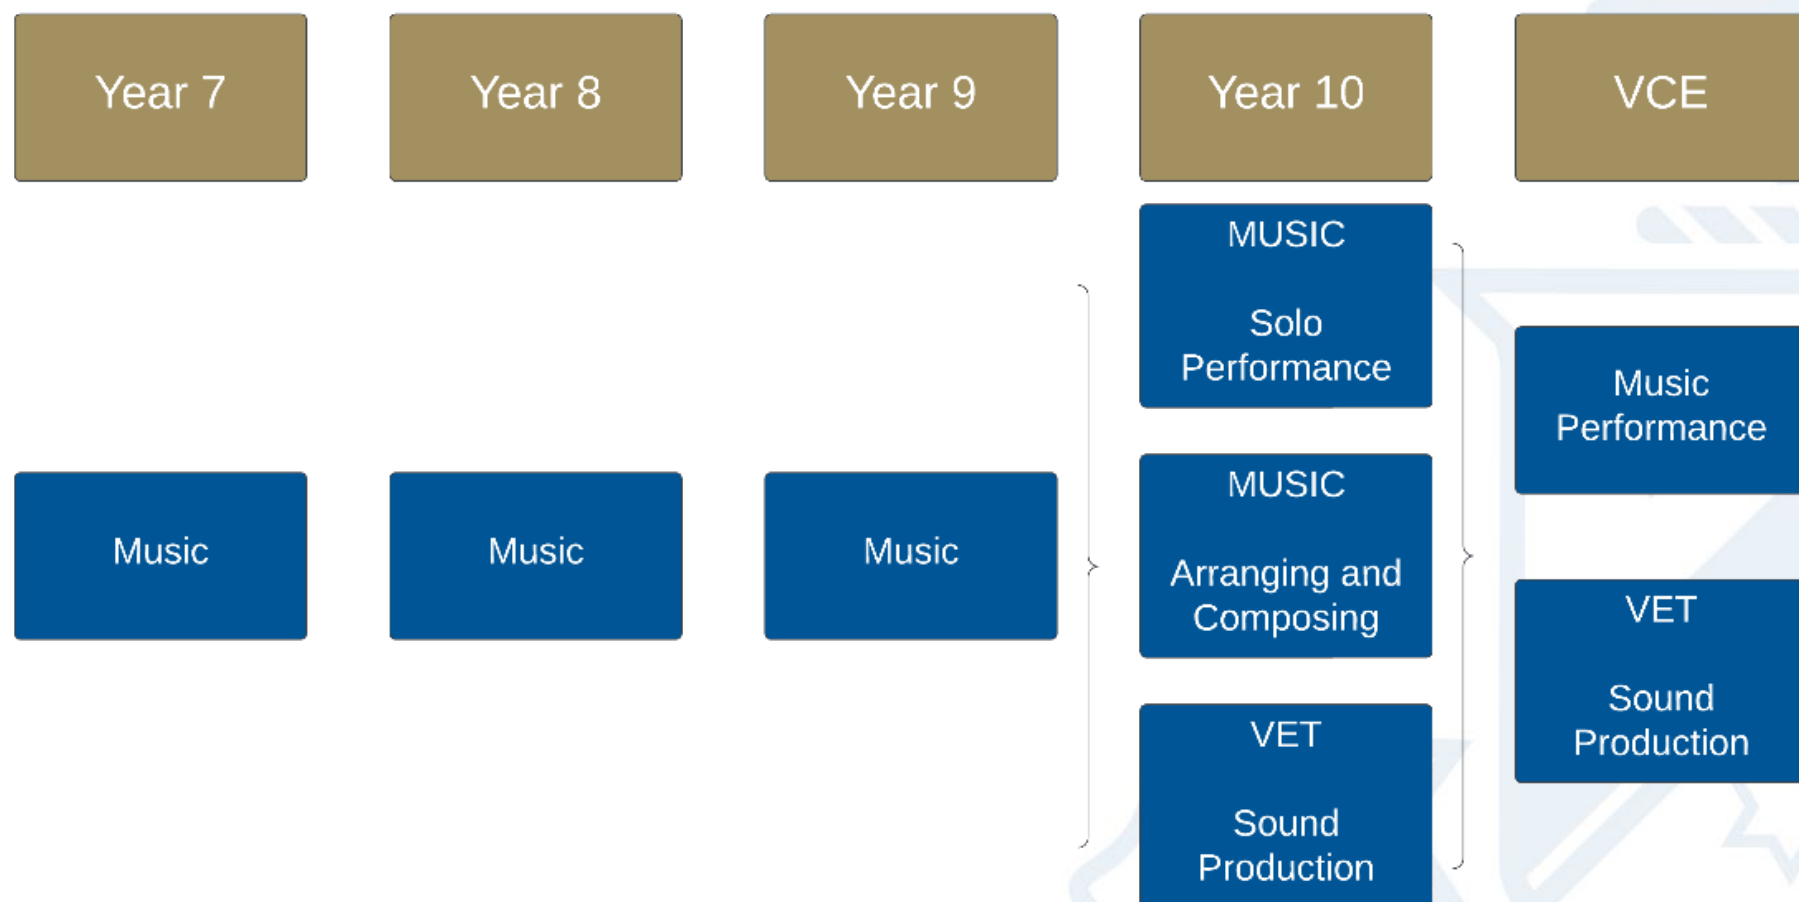 Year 7
Year 8
Year 9
Year 10
VCE
Music
Music
Music
MUSIC
Solo
Performance
MUSIC
Arranging and
Composing
VET
Sound
Production
Music
Performance
VET
Sound
Production